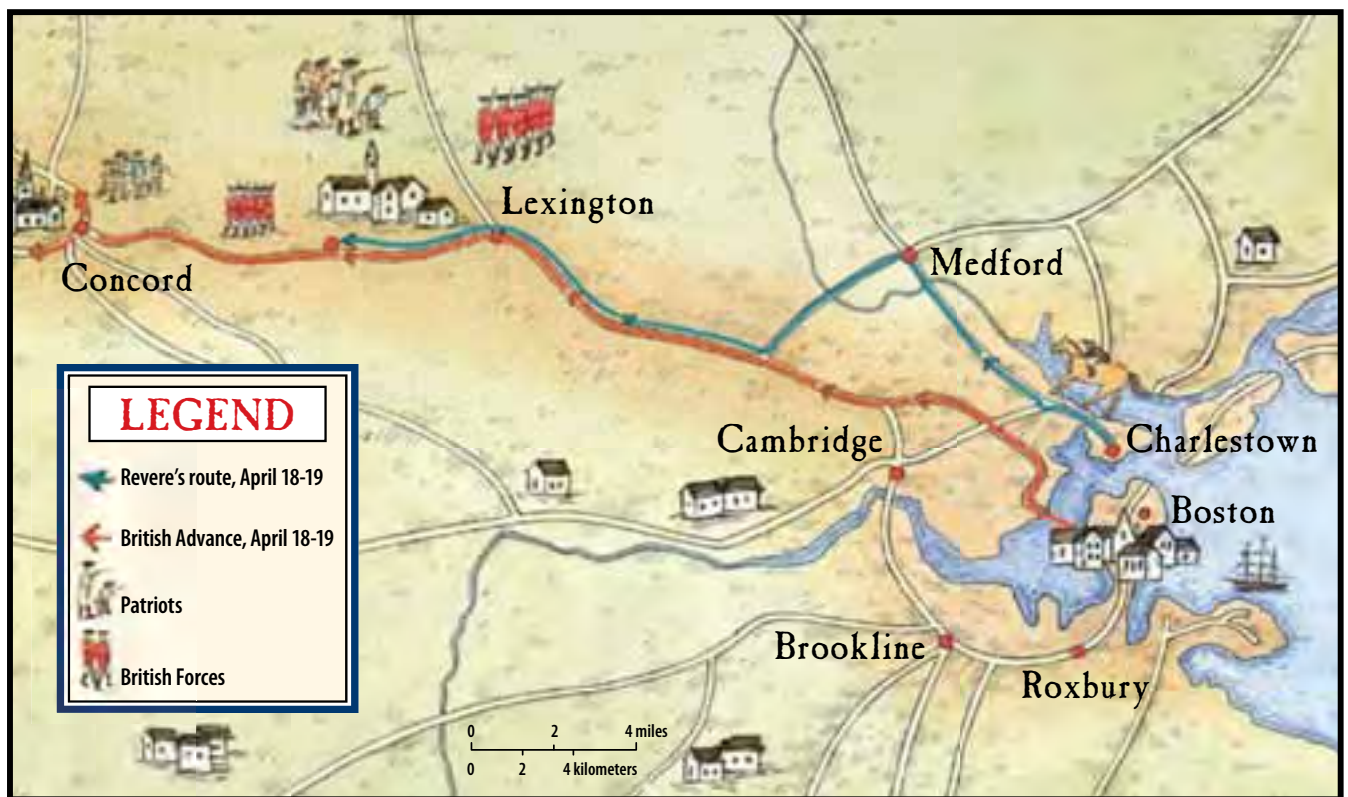 Lexington
Medford
Concord
Cambridge
Charlestown
Boston
Brookline
Roxbury
LEGEND
Revere's route, April 18-19
British Advance, April 18-19
Patriots
British Forces
0 2 4 miles
0 2 4 kilometers